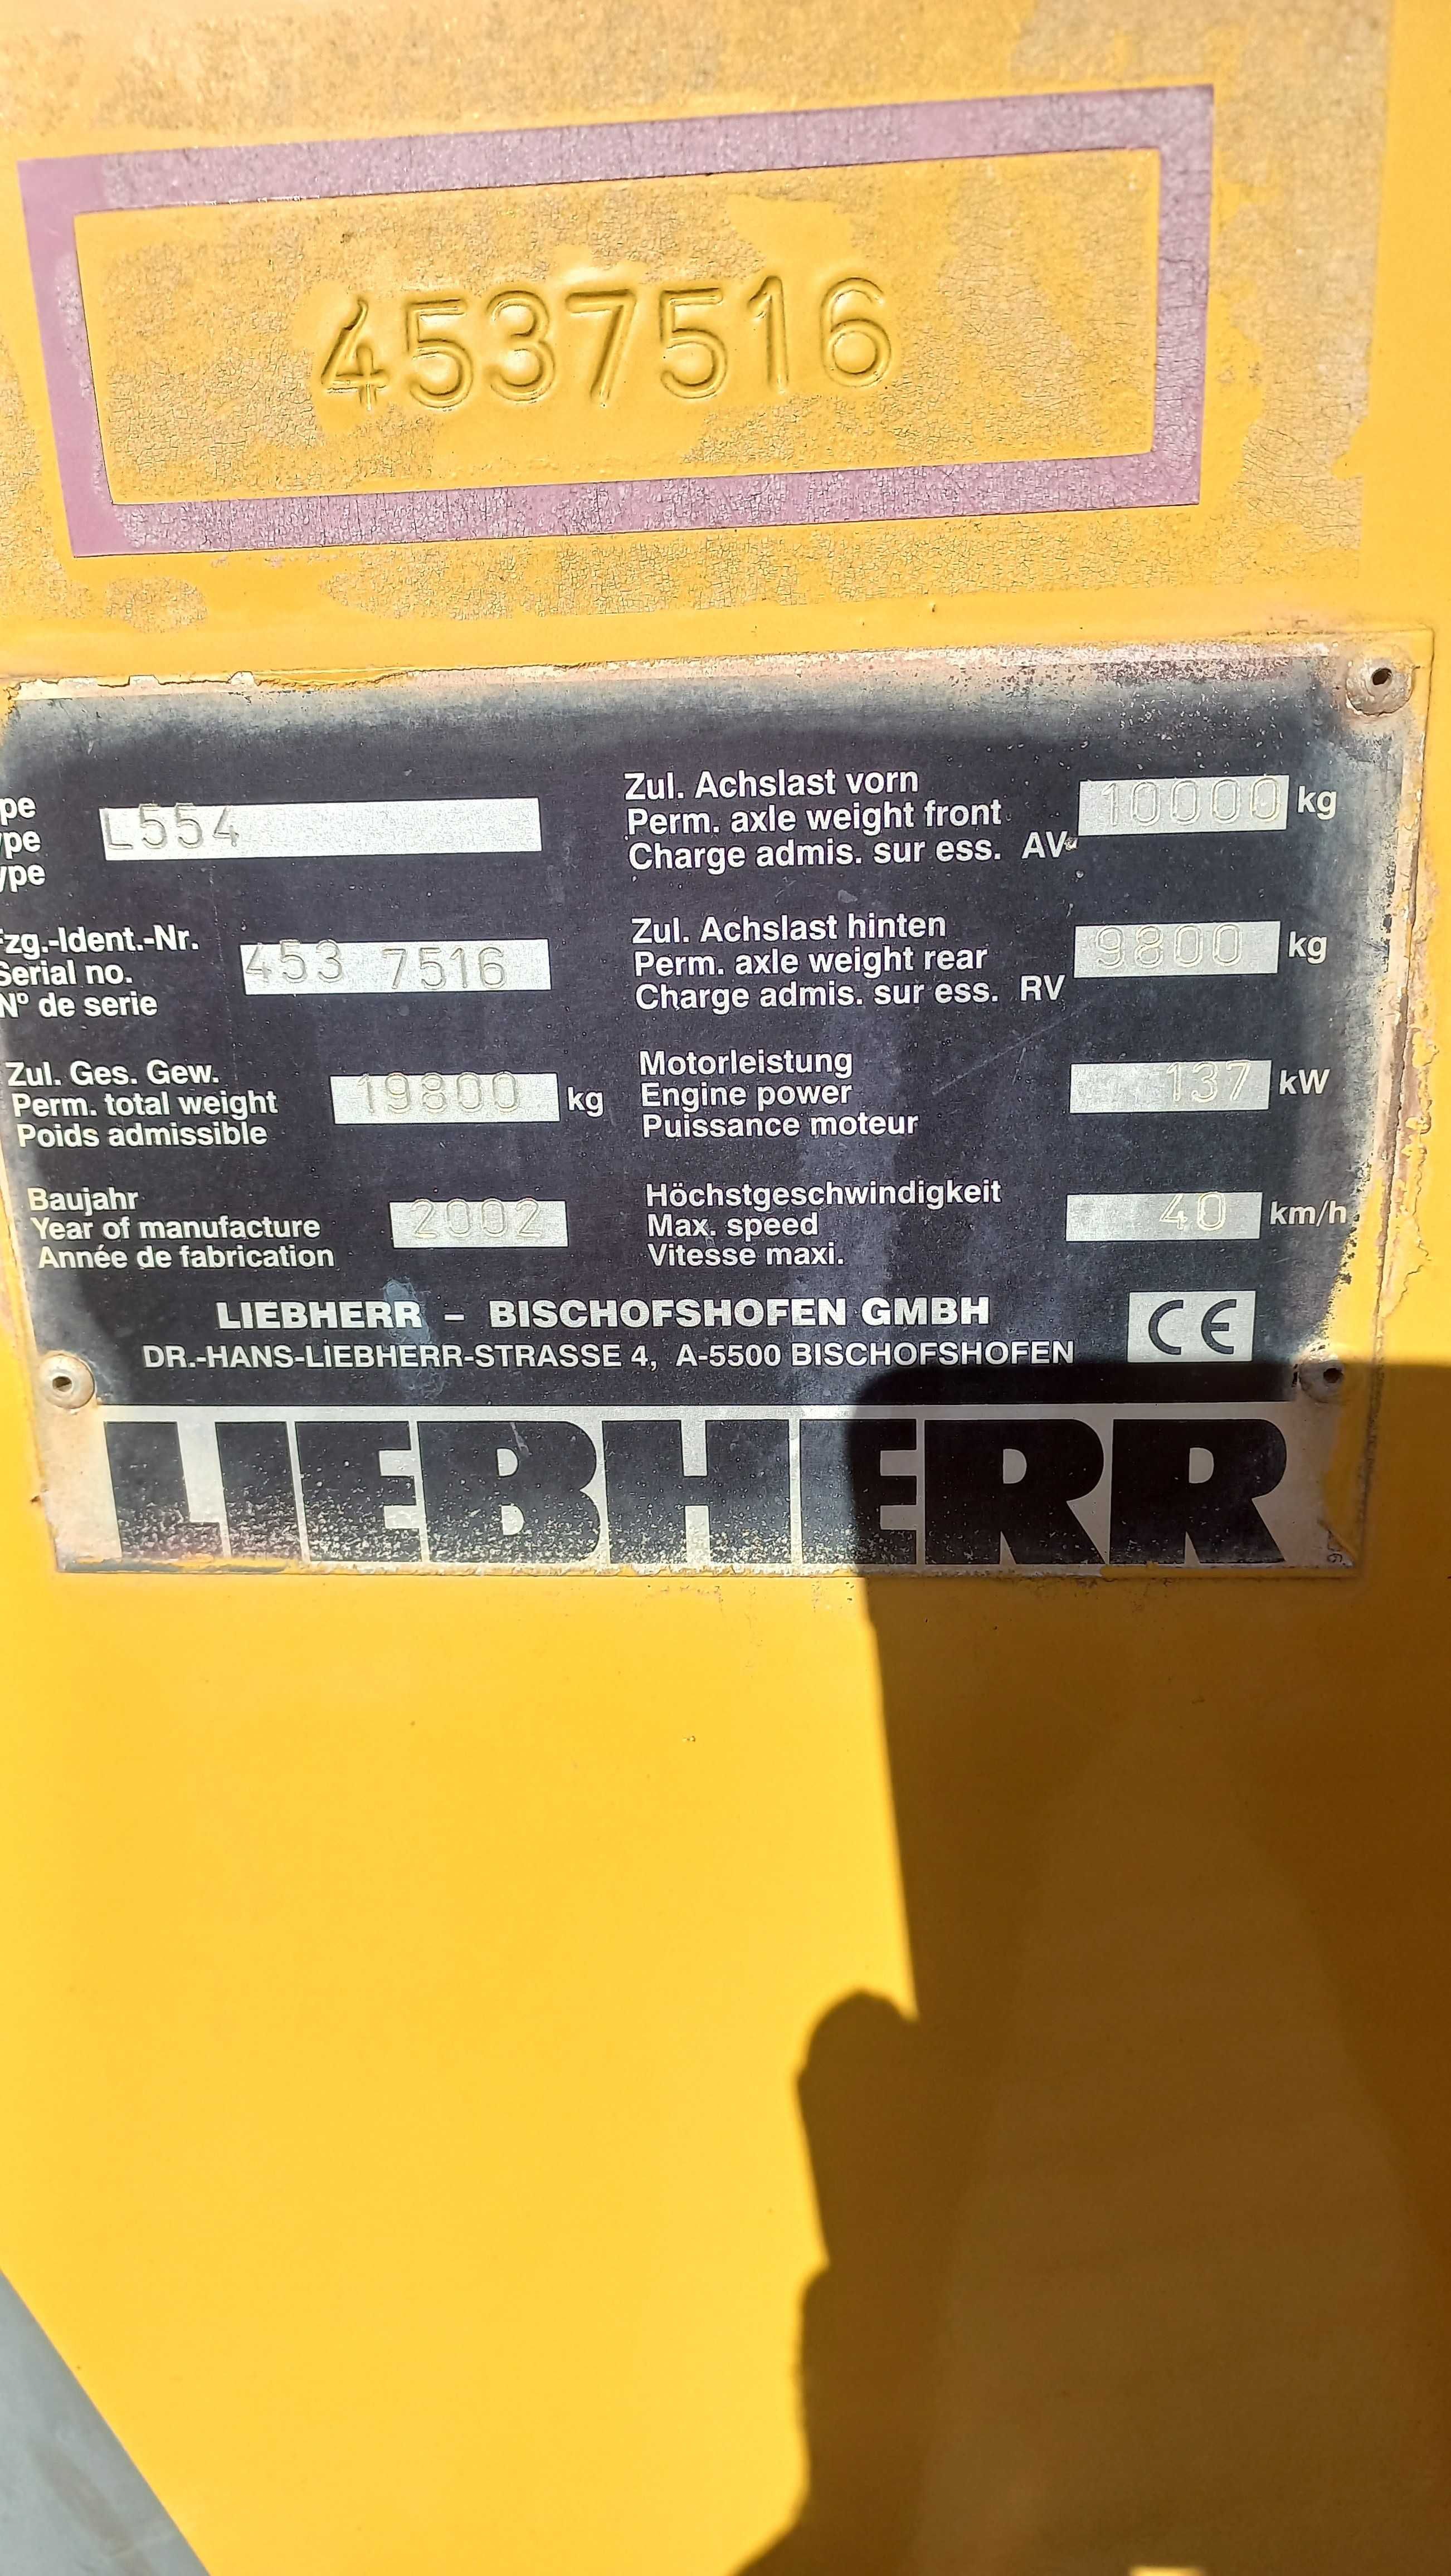 4537516
pe
ype
ype
L554
Zul. Achslast vorn
Perm. axle weight front
Charge admis. sur ess. AV
10000 kg
zg.-Ident.-Nr.
Serial no.
Nº de serie
453 7516
Zul. Achslast hinten
Perm. axle weight rear
Charge admis. sur ess. RV
9800 kg
Zul. Ges. Gew.
Perm. total weight
Poids admissible
19800 kg
Motorleistung
Engine power
Puissance moteur
137 kW
Baujahr
Year of manufacture
Année de fabrication
2002
Höchstgeschwindigkeit
Max. speed
Vitesse maxi.
40 km/h
LIEBHERR – BISCHOFSHOFEN GMBH
DR.-HANS-LIEBHERR-STRASSE 4, A-5500 BISCHOFSHOFEN
CE
LIEBHERR